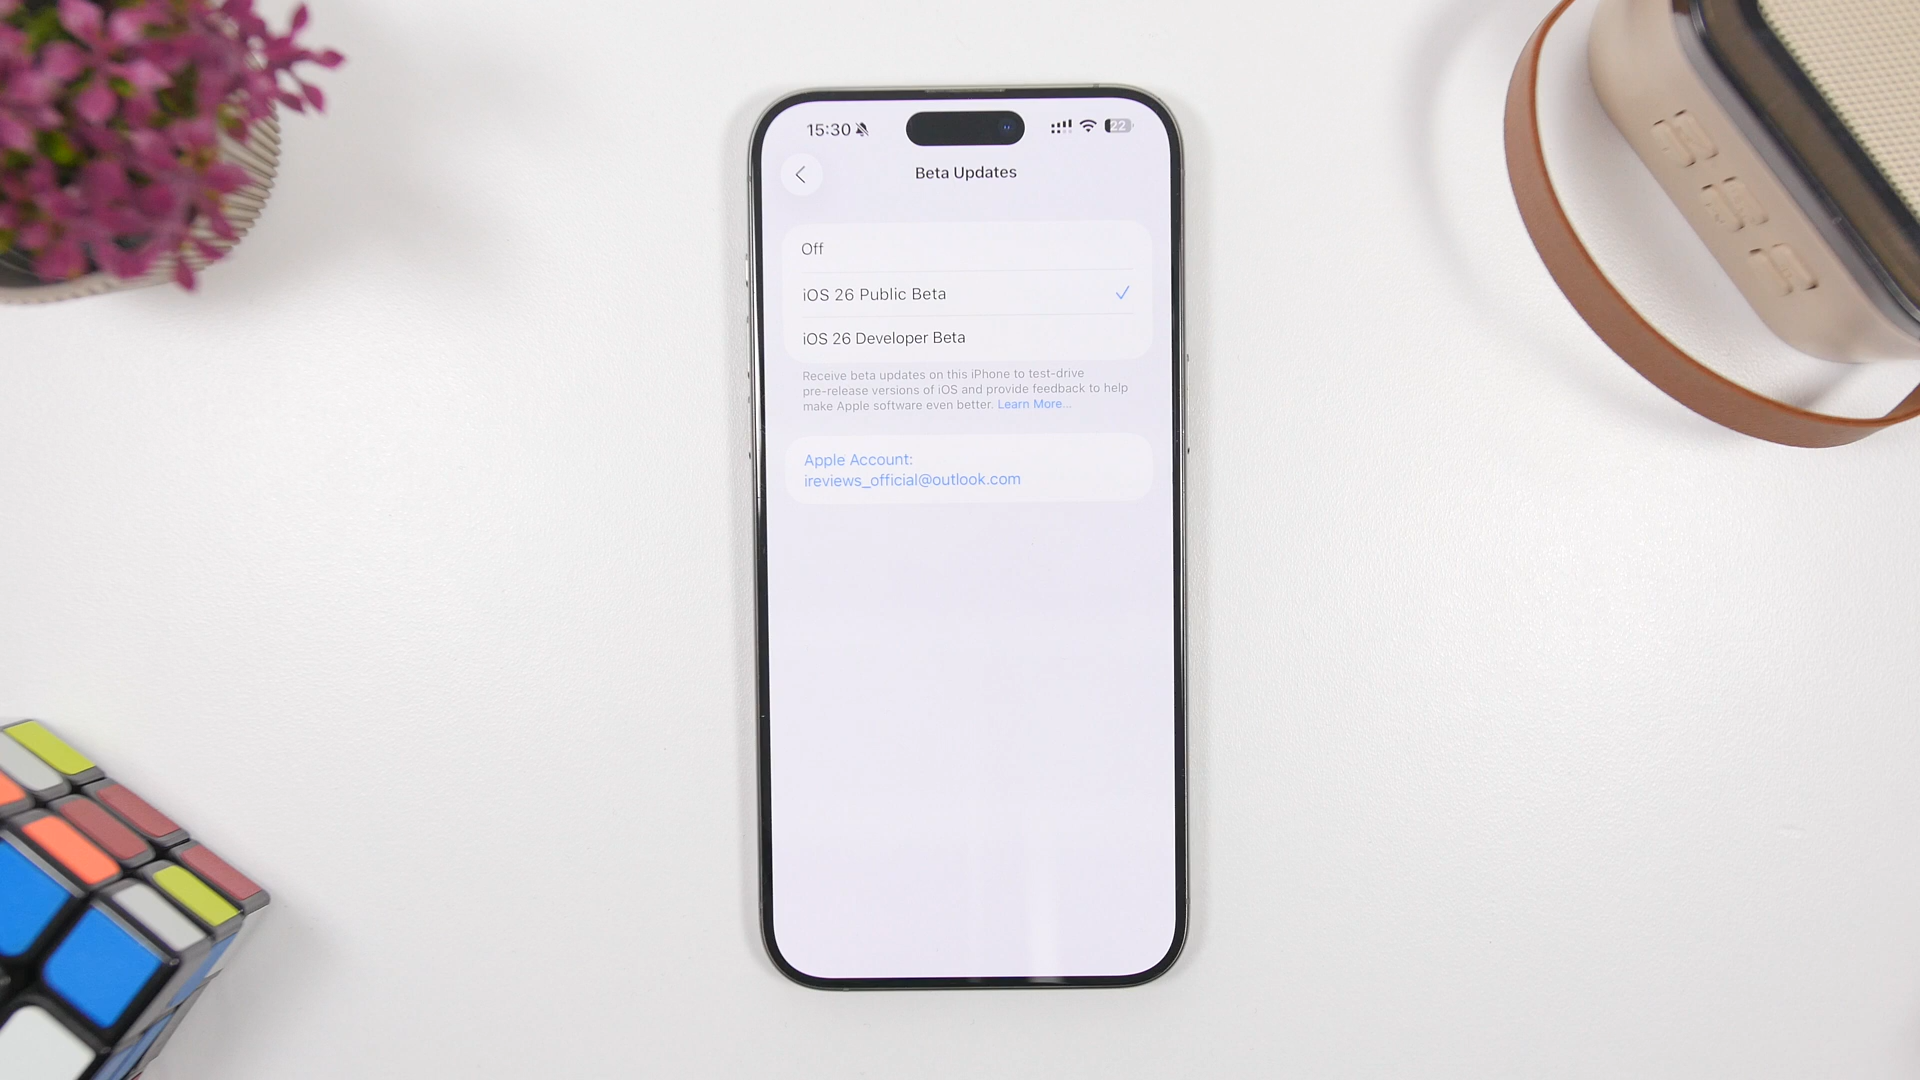 15:30
22
Beta Updates
Off
iOS 26 Public Beta
iOS 26 Developer Beta
Receive beta updates on this iPhone to test-drive
pre-release versions of iOS and provide feedback to help
make Apple software even better. Learn More...
Apple Account:
ireviews_official@outlook.com